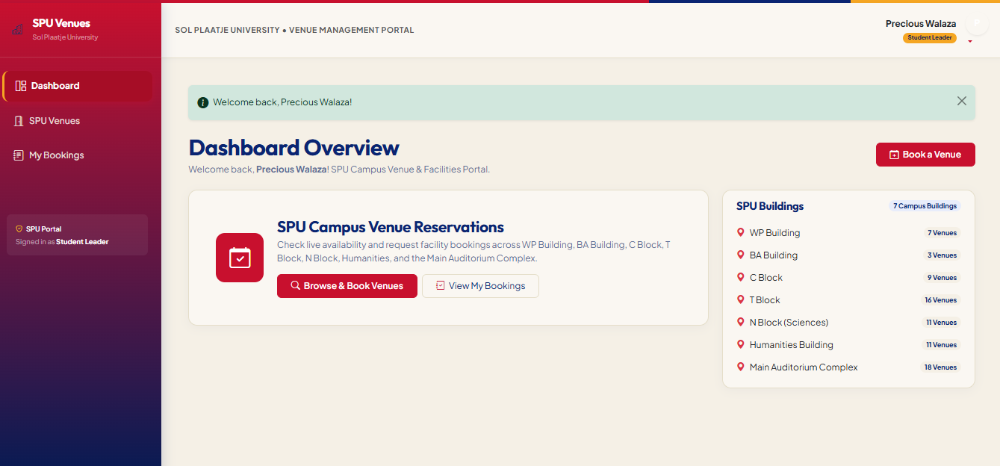 SPU Venues
Sol Plaatje University
Dashboard
SPU Venues
My Bookings
SPU Portal
Signed in as Student Leader
SOL PLAATJE UNIVERSITY • VENUE MANAGEMENT PORTAL
Precious Walaza
P
Student Leader
Welcome back, Precious Walaza!
Dashboard Overview
Welcome back, Precious Walaza! SPU Campus Venue & Facilities Portal.
Book a Venue
SPU Campus Venue Reservations
Check live availability and request facility bookings across WP Building, BA Building, C Block, T
Block, N Block, Humanities, and the Main Auditorium Complex.
Browse & Book Venues
View My Bookings
SPU Buildings
7 Campus Buildings
WP Building 7 Venues
BA Building 3 Venues
C Block 9 Venues
T Block 16 Venues
N Block (Sciences) 11 Venues
Humanities Building 11 Venues
Main Auditorium Complex 18 Venues